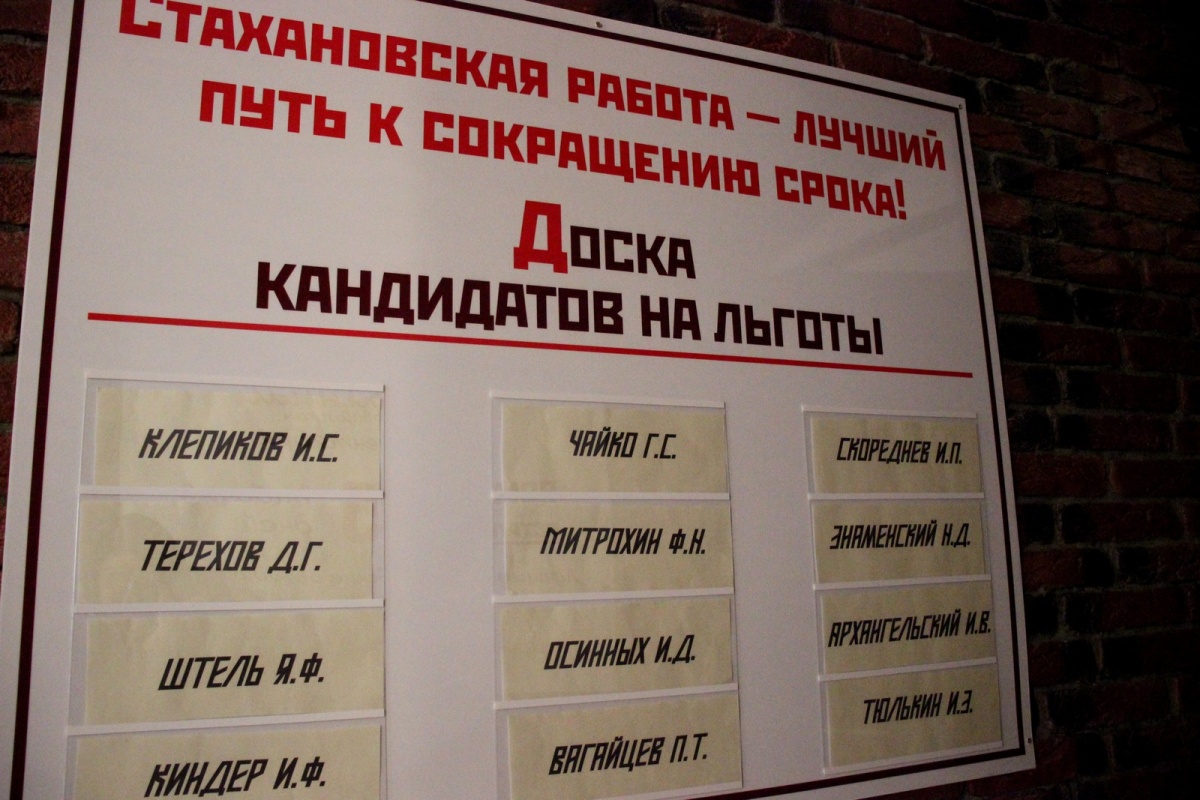 Стахановская работа — лучший
путь к сокращению срока!
Доска
кандидатов на льготы
КЛЕПИКОВ И.С.
ТЕРЕХОВ Д.Г.
ШТЕЛЬ Я.Ф.
КИНДЕР И.Ф.
ЧАЙКО Г.С.
МИТРОХИН Ф.Н.
ОСИННЫХ И.Д.
ВАГАЙЦЕВ П.Т.
СКОРЕДНЕВ И.П.
ЗНАМЕНСКИЙ Н.Д.
АРХАНГЕЛЬСКИЙ И.В.
ТЮЛЬКИН И.Э.